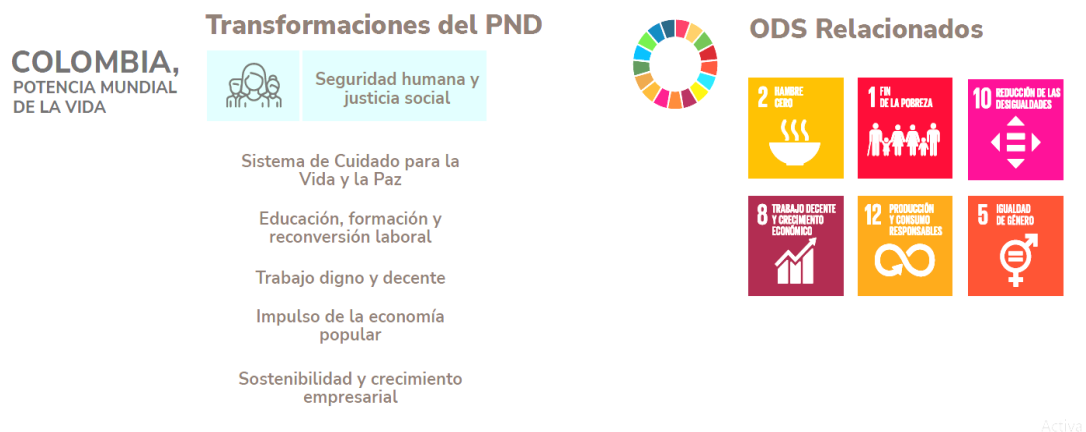 Transformaciones del PND
COLOMBIA,
POTENCIA MUNDIAL
DE LA VIDA
Seguridad humana y
justicia social
Sistema de Cuidado para la
Vida y la Paz
Educación, formación y
reconversión laboral
Trabajo digno y decente
Impulso de la economía
popular
Sostenibilidad y crecimiento
empresarial
ODS Relacionados
2 HAMBRE
CERO
1 FIN
DE LA POBREZA
10 REDUCCIÓN DE LAS
DESIGUALDADES
8 TRABAJO DECENTE
Y CRECIMIENTO
ECONÓMICO
12 PRODUCCIÓN
Y CONSUMO
RESPONSABLES
5 IGUALDAD
DE GÉNERO
Activa